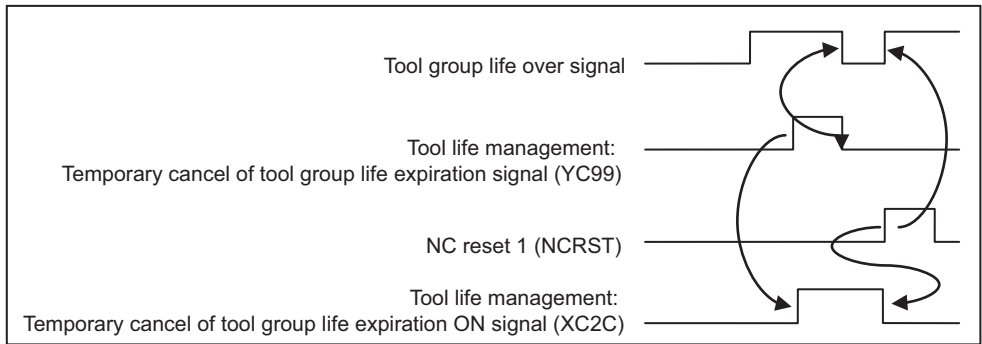 Tool group life over signal
Tool life management:
Temporary cancel of tool group life expiration signal (YC99)
NC reset 1 (NCRST)
Tool life management:
Temporary cancel of tool group life expiration ON signal (XC2C)